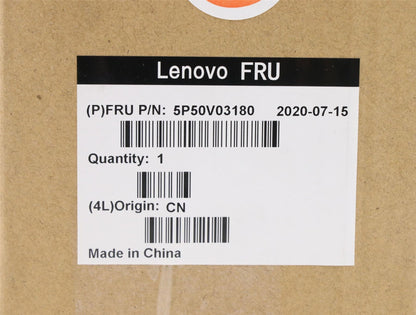 Lenovo FRU
(P)FRU P/N: 5P50V03180 2020-07-15
Quantity: 1
(4L)Origin: CN
Made in China